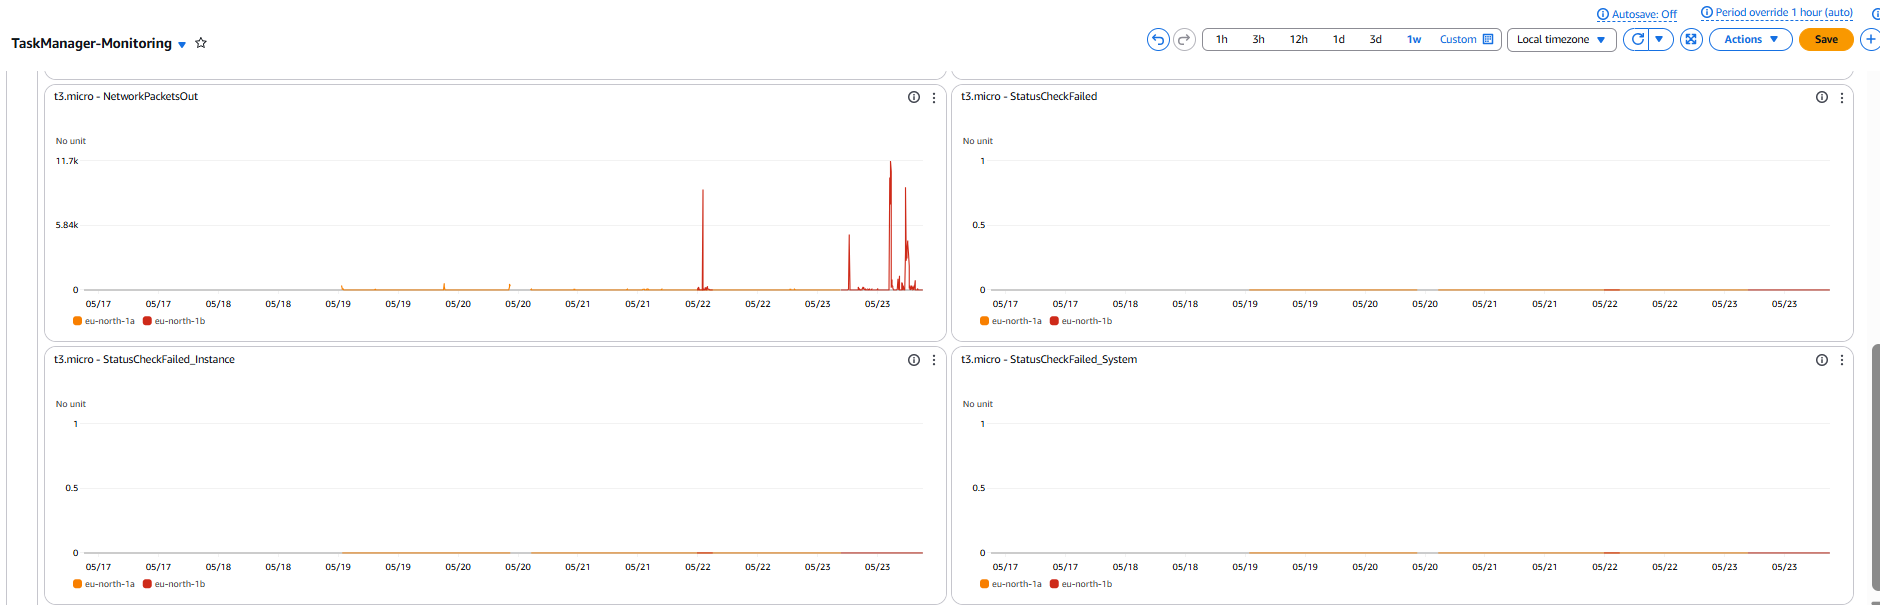 Autosave: Off Period override 1 hour (auto)
TaskManager-Monitoring 1h 3h 12h 1d 3d 1w Custom Local timezone Actions Save
t3.micro - NetworkPacketsOut
No unit
11.7k
5.84k
0
05/17 05/17 05/18 05/18 05/19 05/19 05/20 05/20 05/21 05/21 05/22 05/22 05/23 05/23
eu-north-1a eu-north-1b
t3.micro - StatusCheckFailed
No unit
1
0.5
0
05/17 05/17 05/18 05/18 05/19 05/19 05/20 05/20 05/21 05/21 05/22 05/22 05/23 05/23
eu-north-1a eu-north-1b
t3.micro - StatusCheckFailed_Instance
No unit
1
0.5
0
05/17 05/17 05/18 05/18 05/19 05/19 05/20 05/20 05/21 05/21 05/22 05/22 05/23 05/23
eu-north-1a eu-north-1b
t3.micro - StatusCheckFailed_System
No unit
1
0.5
0
05/17 05/17 05/18 05/18 05/19 05/19 05/20 05/20 05/21 05/21 05/22 05/22 05/23 05/23
eu-north-1a eu-north-1b